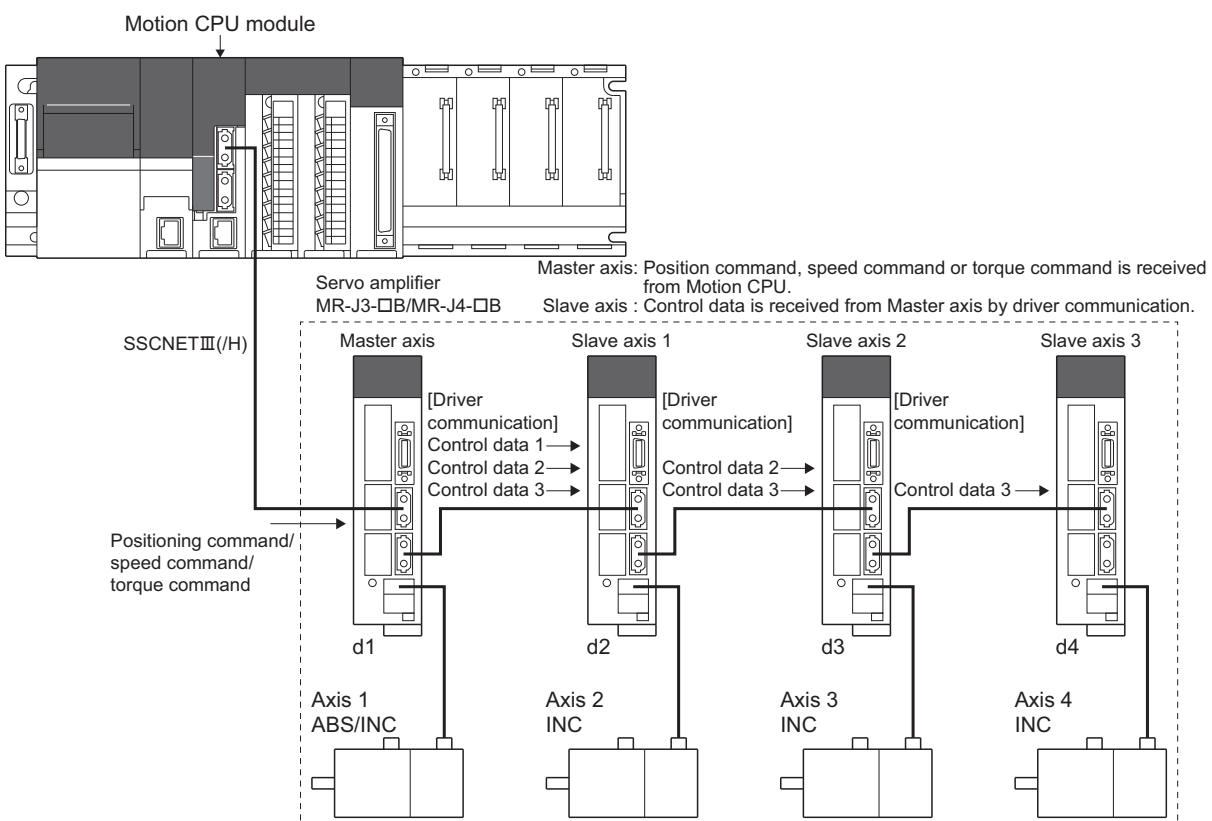 Motion CPU module
Master axis: Position command, speed command or torque command is received
from Motion CPU.
Slave axis : Control data is received from Master axis by driver communication.
Servo amplifier
MR-J3-□B/MR-J4-□B
SSCNETⅢ(/H)
Master axis
Slave axis 1
Slave axis 2
Slave axis 3
[Driver
communication]
Control data 1
Control data 2
Control data 3
[Driver
communication]
Control data 2
Control data 3
[Driver
communication]
Control data 3
Positioning command/
speed command/
torque command
d1
d2
d3
d4
Axis 1
ABS/INC
Axis 2
INC
Axis 3
INC
Axis 4
INC